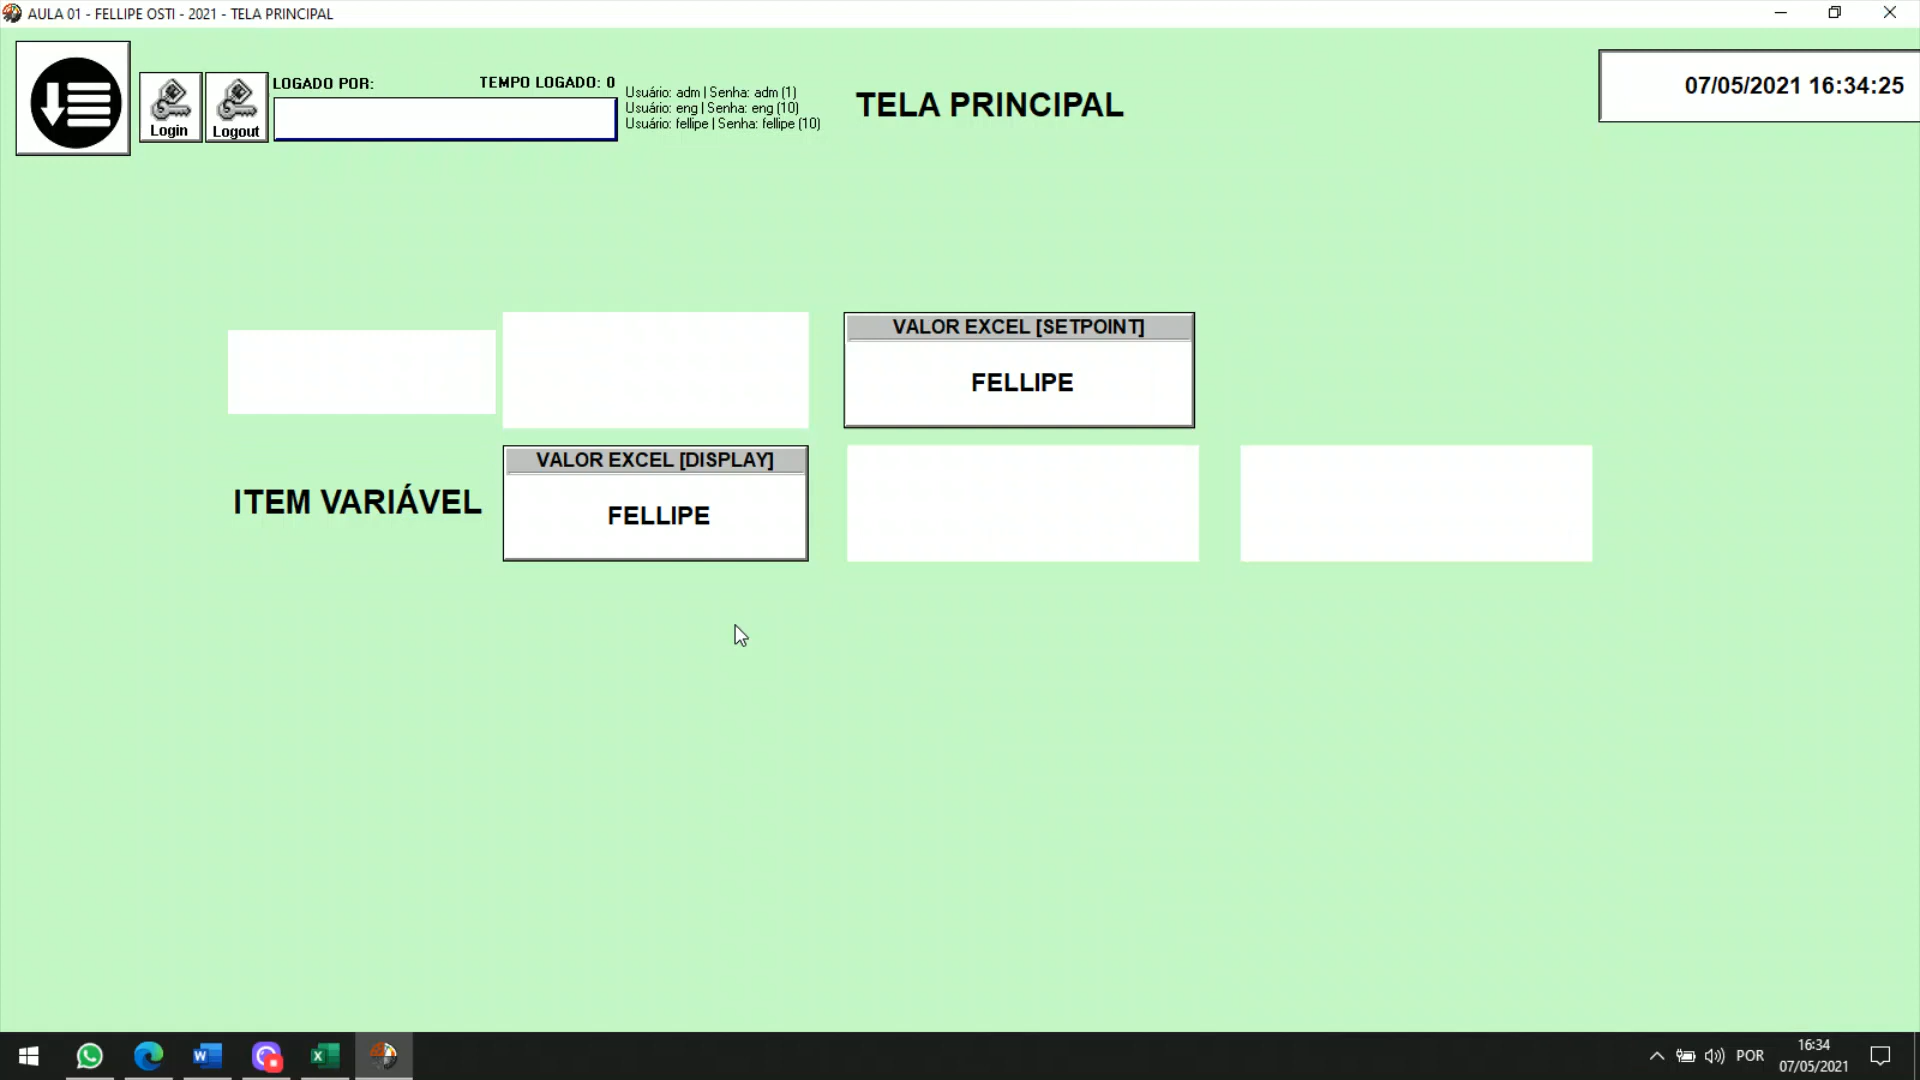 AULA 01 - FELLIPE OSTI - 2021 - TELA PRINCIPAL
Login
Logout
LOGADO POR:
TEMPO LOGADO: 0
Usuário: adm | Senha: adm (1)
Usuário: eng | Senha: eng (10)
Usuário: fellipe | Senha: fellipe (10)
TELA PRINCIPAL
07/05/2021 16:34:25
VALOR EXCEL [SETPOINT]
FELLIPE
ITEM VARIÁVEL
VALOR EXCEL [DISPLAY]
FELLIPE
POR
16:34
07/05/2021